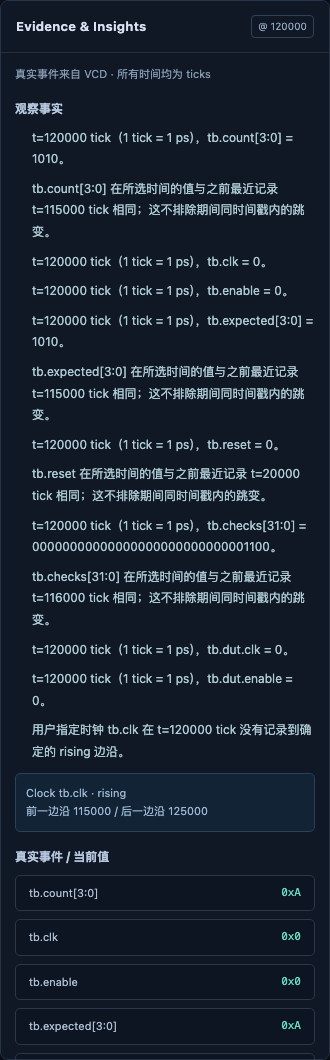 Evidence & Insights
@ 120000
真实事件来自 VCD · 所有时间均为 ticks
观察事实
t=120000 tick（1 tick = 1 ps），tb.count[3:0] =
1010。
tb.count[3:0] 在所选时间的值与之前最近记录
t=115000 tick 相同；这不排除期间同时间戳内的跳
变。
t=120000 tick（1 tick = 1 ps），tb.clk = 0。
t=120000 tick（1 tick = 1 ps），tb.enable = 0。
t=120000 tick（1 tick = 1 ps），tb.expected[3:0] =
1010。
tb.expected[3:0] 在所选时间的值与之前最近记录
t=115000 tick 相同；这不排除期间同时间戳内的跳
变。
t=120000 tick（1 tick = 1 ps），tb.reset = 0。
tb.reset 在所选时间的值与之前最近记录 t=20000
tick 相同；这不排除期间同时间戳内的跳变。
t=120000 tick（1 tick = 1 ps），tb.checks[31:0] =
00000000000000000000000000001100。
tb.checks[31:0] 在所选时间的值与之前最近记录
t=116000 tick 相同；这不排除期间同时间戳内的跳
变。
t=120000 tick（1 tick = 1 ps），tb.dut.clk = 0。
t=120000 tick（1 tick = 1 ps），tb.dut.enable =
0。
用户指定时钟 tb.clk 在 t=120000 tick 没有记录到确
定的 rising 边沿。
Clock tb.clk · rising
前一边沿 115000 / 后一边沿 125000
真实事件 / 当前值
tb.count[3:0] 0xA
tb.clk 0x0
tb.enable 0x0
tb.expected[3:0] 0xA